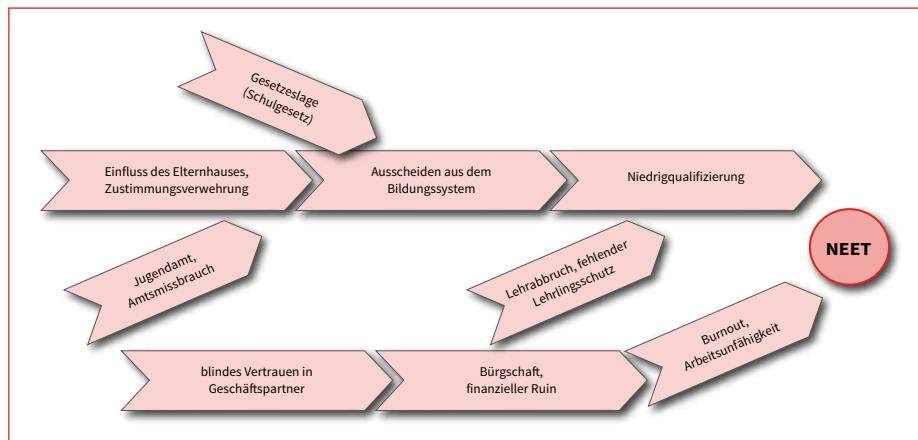 Gesetzeslage
(Schulgesetz)
Einfluss des Elternhauses,
Zustimmungsverwehrung
Ausscheiden aus dem
Bildungssystem
Niedrigqualifizierung
NEET
Jugendamt,
Amtsmissbrauch
Lehrabbruch, fehlender
Lehrlingsschutz
Burnout,
Arbeitsunfähigkeit
blindes Vertrauen in
Geschäftspartner
Bürgschaft,
finanzieller Ruin